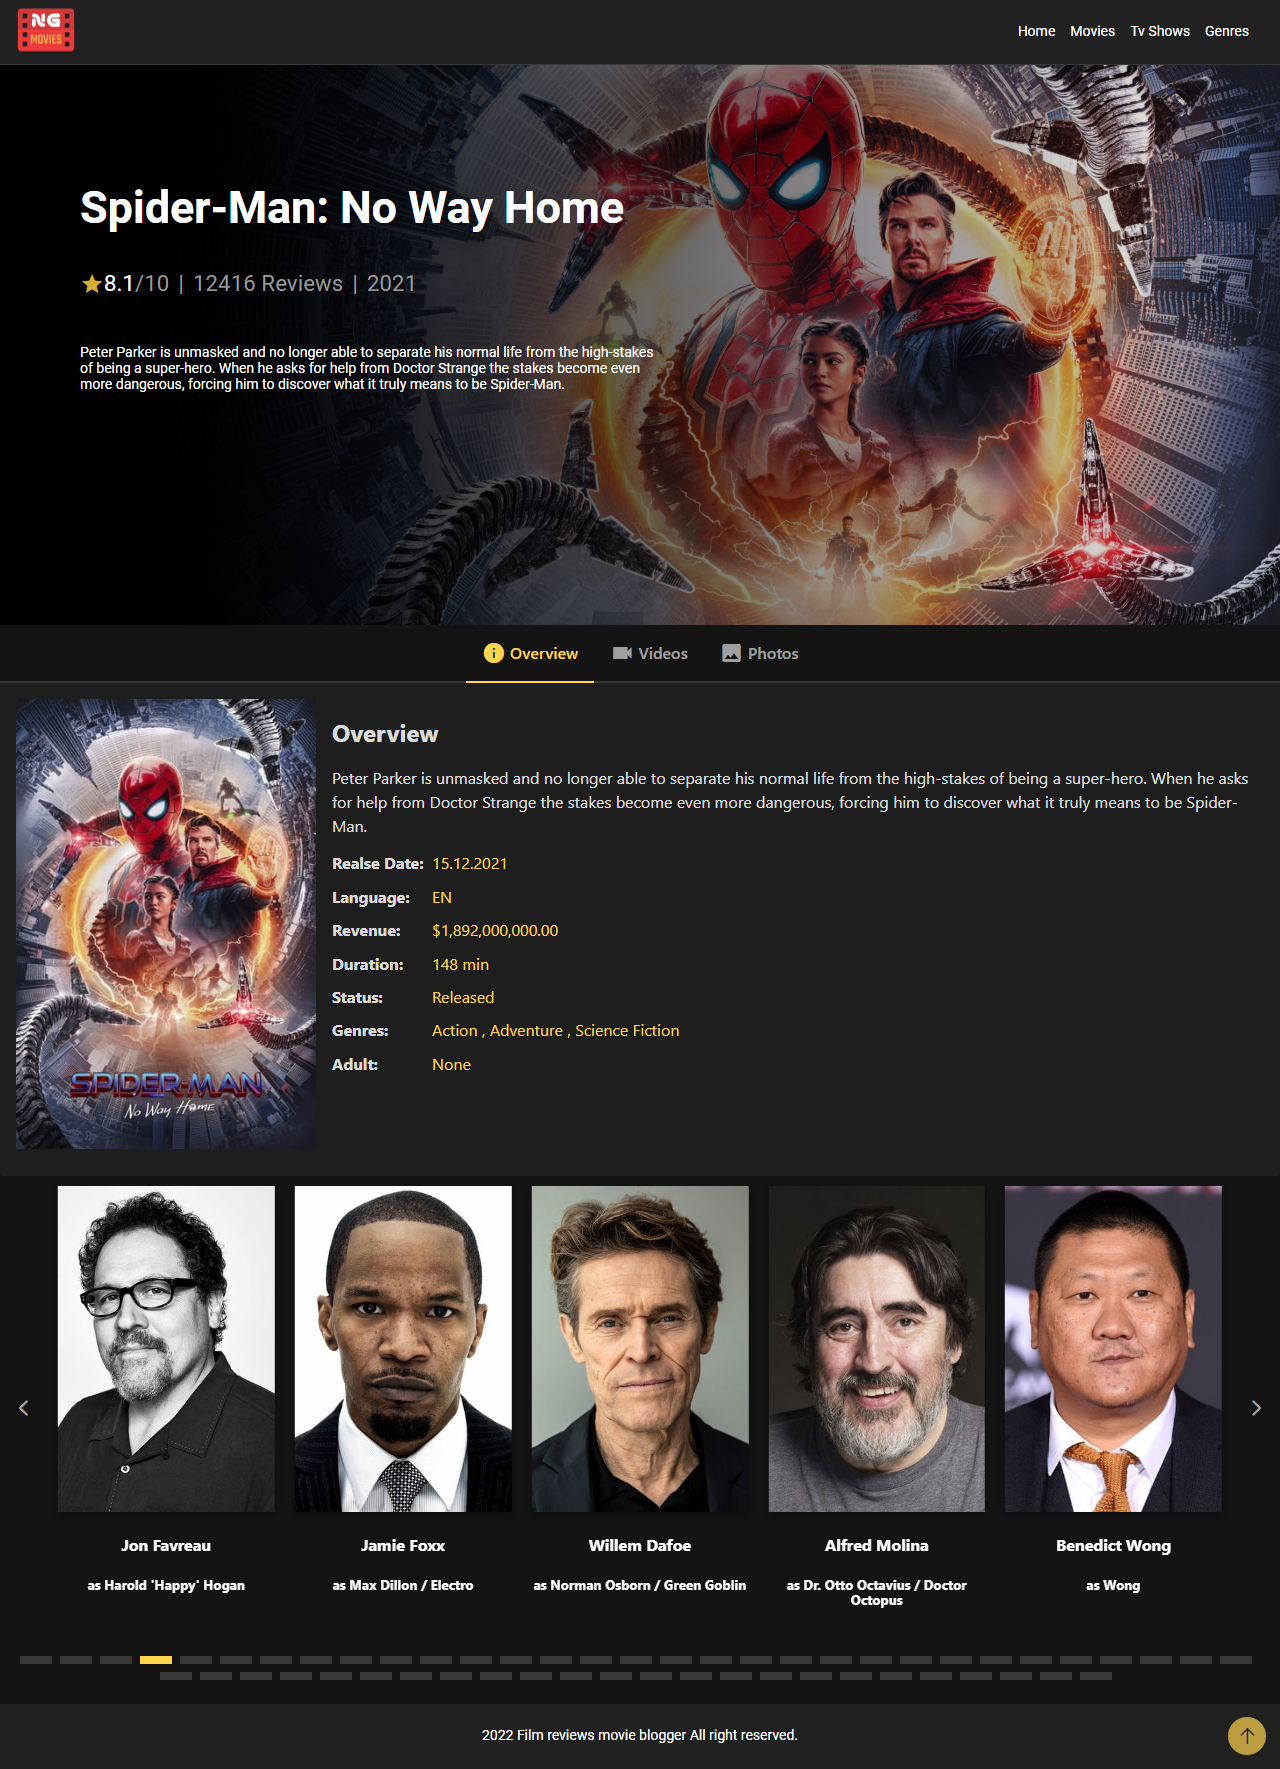 NG
MOVIES
Home Movies Tv Shows Genres
Spider-Man: No Way Home
8.1/10 | 12416 Reviews | 2021
Peter Parker is unmasked and no longer able to separate his normal life from the high-stakes
of being a super-hero. When he asks for help from Doctor Strange the stakes become even
more dangerous, forcing him to discover what it truly means to be Spider-Man.
Overview Videos Photos
Overview
Peter Parker is unmasked and no longer able to separate his normal life from the high-stakes of being a super-hero. When he asks
for help from Doctor Strange the stakes become even more dangerous, forcing him to discover what it truly means to be Spider-
Man.
Realse Date: 15.12.2021
Language: EN
Revenue: $1,892,000,000.00
Duration: 148 min
Status: Released
Genres: Action , Adventure , Science Fiction
Adult: None
SPIDER-MAN
No Way Home
Jon Favreau
as Harold 'Happy' Hogan
Jamie Foxx
as Max Dillon / Electro
Willem Dafoe
as Norman Osborn / Green Goblin
Alfred Molina
as Dr. Otto Octavius / Doctor
Octopus
Benedict Wong
as Wong
2022 Film reviews movie blogger All right reserved.